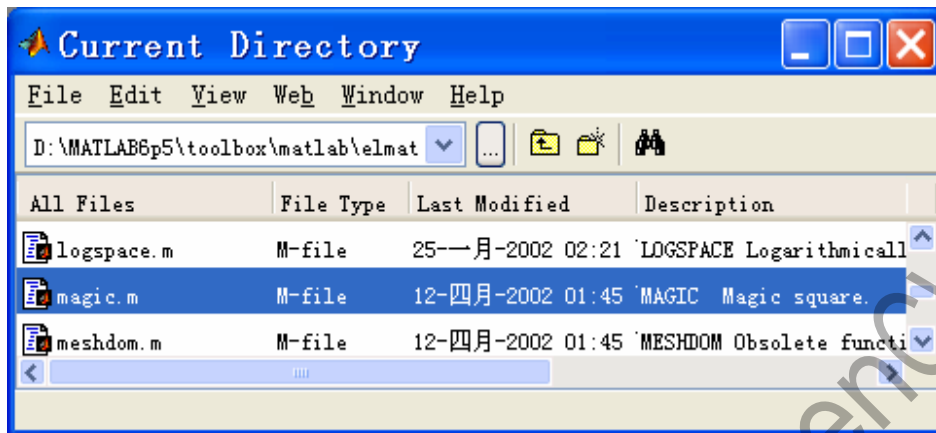 Current Directory
File Edit View Web Window Help
D:\MATLAB6p5\toolbox\matlab\elmat ...
All Files File Type Last Modified Description
logspace.m M-file 25-一月-2002 02:21 LOGSPACE Logarithmicall
magic.m M-file 12-四月-2002 01:45 MAGIC Magic square.
meshdom.m M-file 12-四月-2002 01:45 MESHDOM Obsolete functi